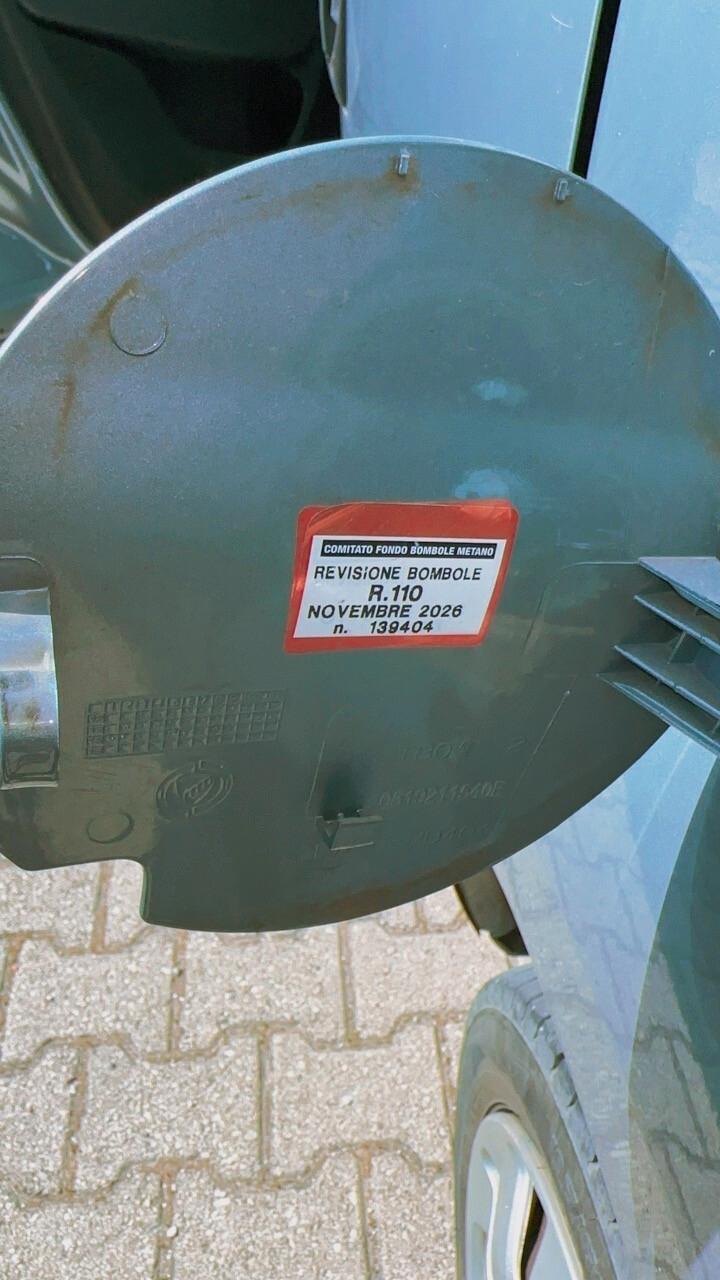 COMITATO FONDO BOMBOLE METANO
REVISIONE BOMBOLE
R.110
NOVEMBRE 2026
n. 139404